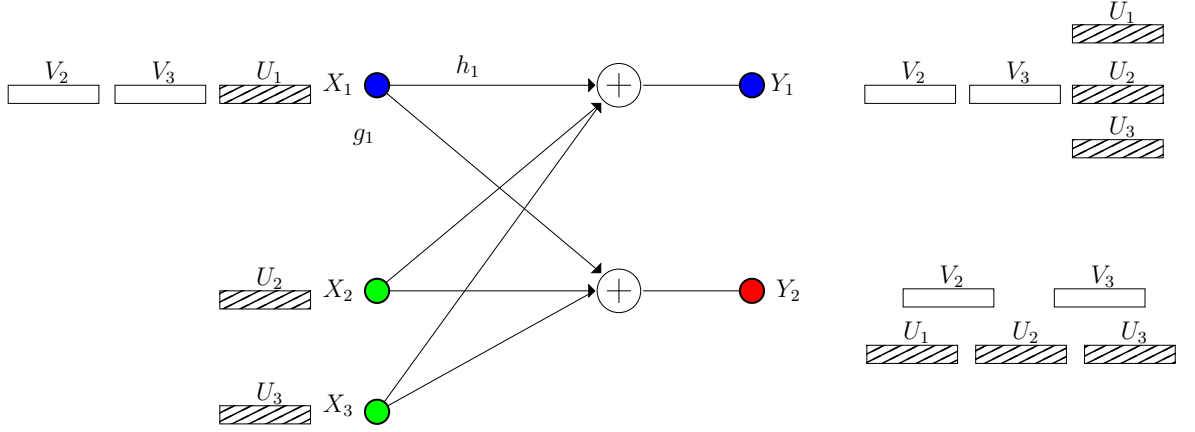 U_1
V_2 V_3 U_1 X_1 h_1 Y_1 V_2 V_3 U_2
g_1
U_3
U_2 X_2 Y_2 V_2 V_3
U_1 U_2 U_3
U_3 X_3